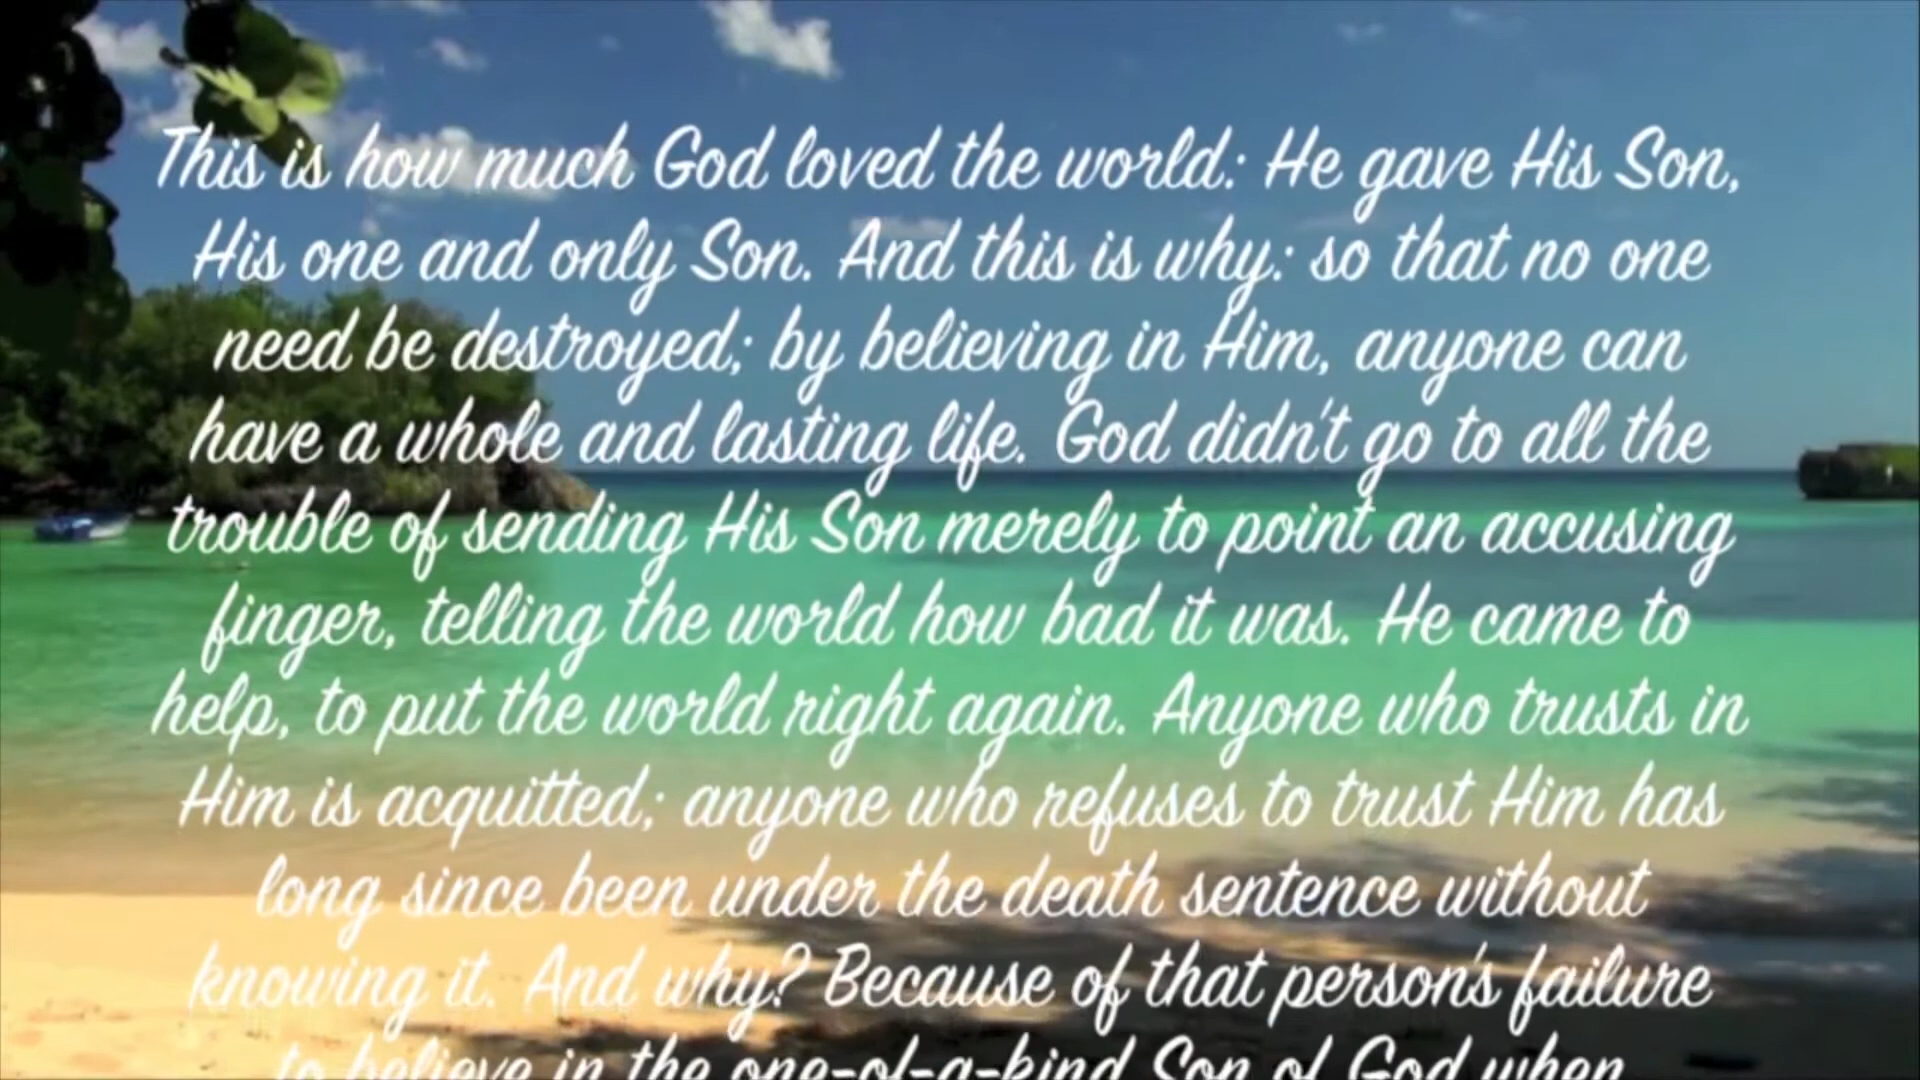 This is how much God loved the world: He gave His Son,
His one and only Son. And this is why: so that no one
need be destroyed; by believing in Him, anyone can
have a whole and lasting life. God didn't go to all the
trouble of sending His Son merely to point an accusing
finger, telling the world how bad it was. He came to
help, to put the world right again. Anyone who trusts in
Him is acquitted; anyone who refuses to trust Him has
long since been under the death sentence without
knowing it. And why? Because of that person's failure
to believe in the one-of-a-kind Son of God when